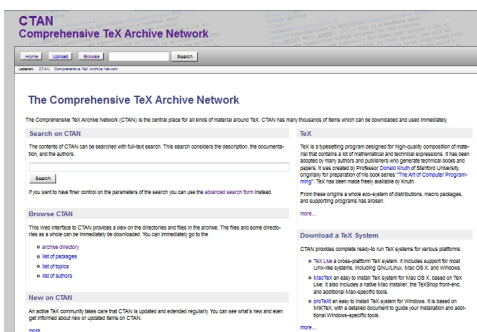 CTAN
Comprehensive TeX Archive Network
Home Upload Browse Search
Location: CTAN Comprehensive TeX Archive Network
The Comprehensive TeX Archive Network
The Comprehensive TeX Archive Network (CTAN) is the central place for all kinds of material around TeX. CTAN has many thousands of items which can be downloaded and used immediately.
Search on CTAN
The contents of CTAN can be searched with full-text search. This search considers the description, the documenta-
tion, and the authors.
Search
If you want to have finer control on the parameters of the search you can use the advanced search form instead.
Browse CTAN
This Web interface to CTAN provides a view on the directories and files in the archive. The files and some directo-
ries as a whole can be immediately be downloaded. You can immediately go to the
archive directory
list of packages
list of topics
list of authors
New on CTAN
An active TeX community takes care that CTAN is updated and extended regularly. You can see what's new and even
get informed about new or updated items on CTAN.
more
TeX
TeX is a typesetting program designed for high-quality composition of mate-
rial that contains a lot of mathematical and technical expressions. It has been
adopted by many authors and publishers who generate technical books and
papers. It was created by Professor Donald Knuth of Stanford University,
originally for preparation of his book series "The Art of Computer Program-
ming". TeX has been made freely available by Knuth.
From these origins a whole eco-system of distributions, macro packages,
and supporting programs has arosen.
more...
Download a TeX System
CTAN provides complete ready-to run TeX systems for various platforms:
TeX Live a cross-platform TeX system. It includes support for most
Unix-like systems, including GNU/Linux, Mac OS X, and Windows.
MacTeX an easy to install TeX system for Mac OS X, based on TeX
Live. It also includes a native Mac installer, the TeXShop front-end,
and additional Mac-specific tools.
proTeXt an easy to install TeX system for Windows. It is based on
MiKTeX, with a detailed document to guide your installation and addi-
tional Windows-specific tools.
more...